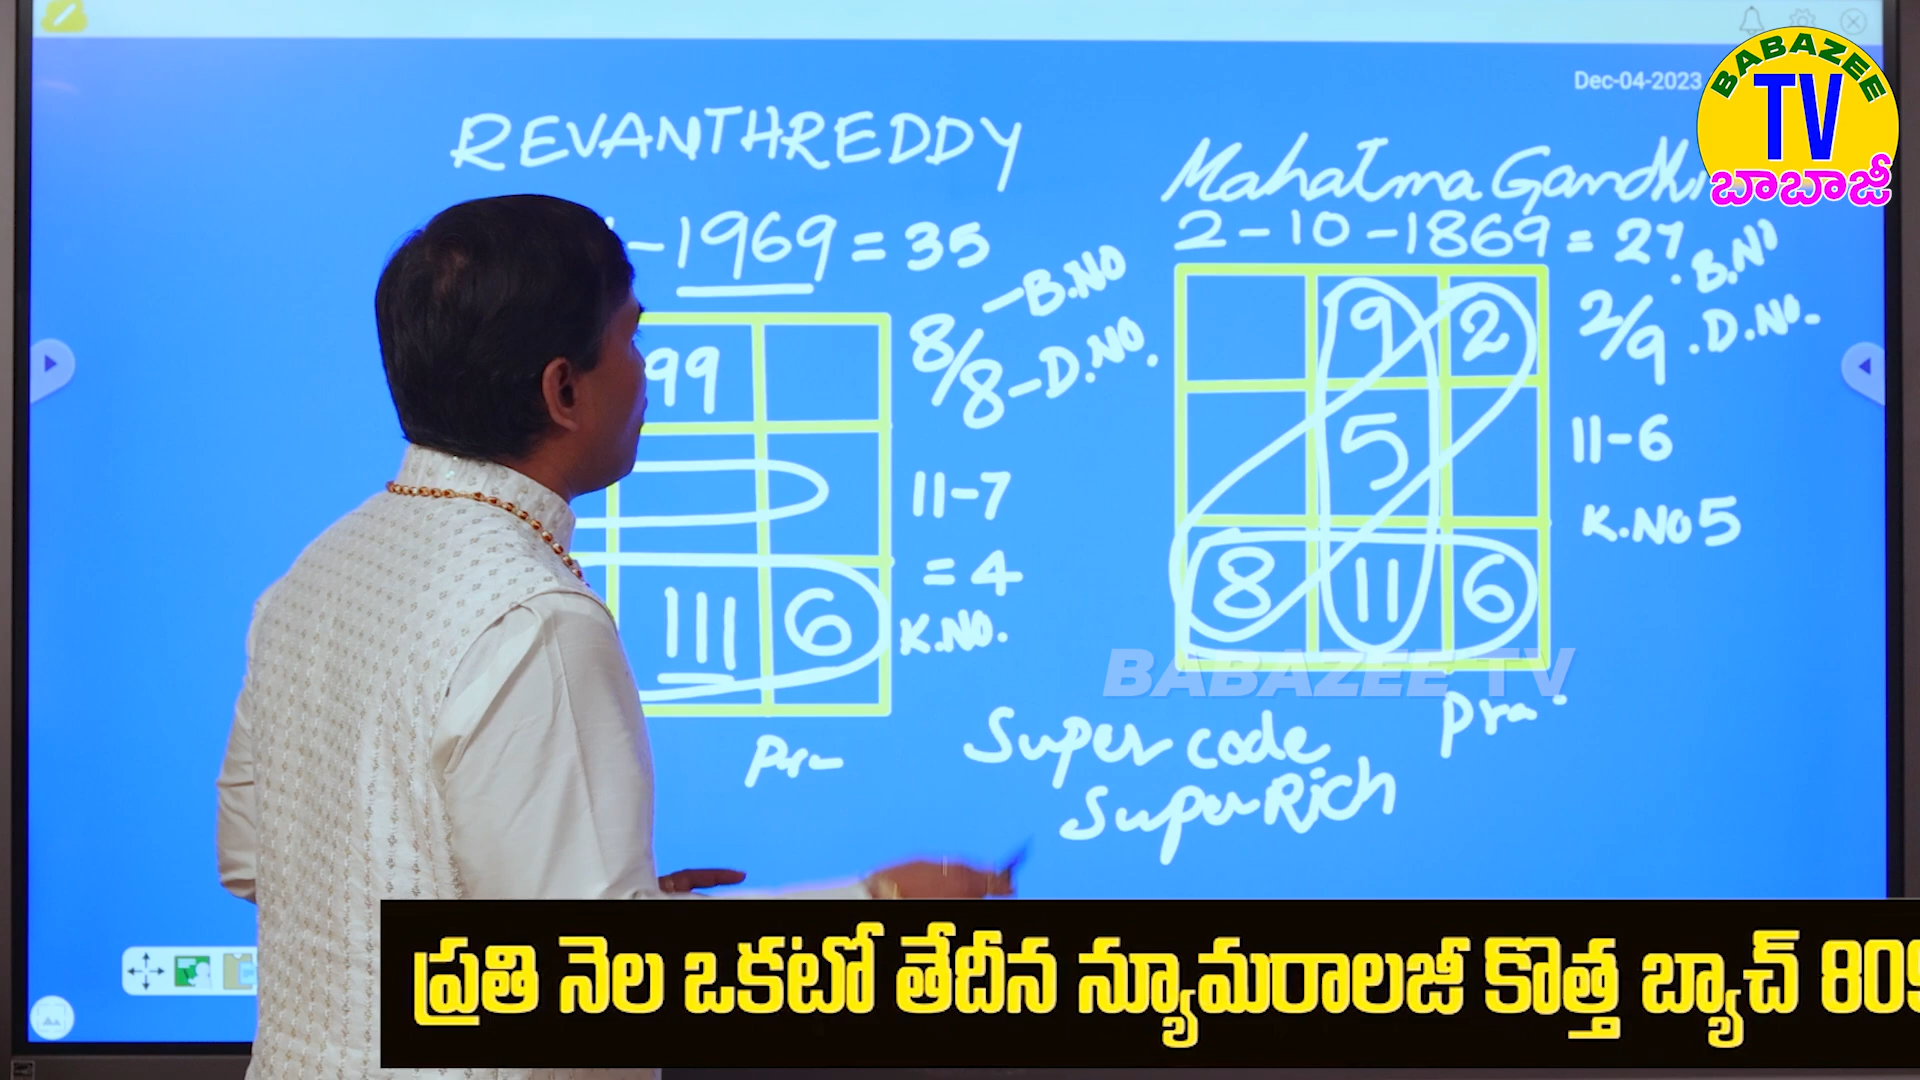 Dec-04-2023
BABAZEE
TV
బాబాజీ
REVANTHREDDY
-1969 = 35
8/8
-B.NO
-D.NO.
99
11-7
= 4
K.NO.
111 6
Pra-
Mahatma Gandhi
2-10-1869 = 27
2/9
.B.NO
.D.NO.
9 2
5
8 11 6
11-6
K.NO 5
Pra-
BABAZEE TV
Super code
Super Rich
ప్రతి నెల ఒకటో తేదీన న్యూమరాలజీ కొత్త బ్యాచ్ 809